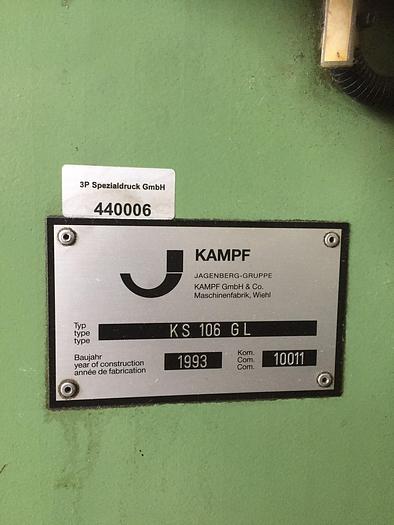 3P Spezialdruck GmbH
440006
KAMPF
JAGENBERG-GRUPPE
KAMPF GmbH & Co.
Maschinenfabrik, Wiehl
Typ
type
type
KS 106 GL
Baujahr
year of construction
année de fabrication
1993
Kom.
Com.
Com.
10011